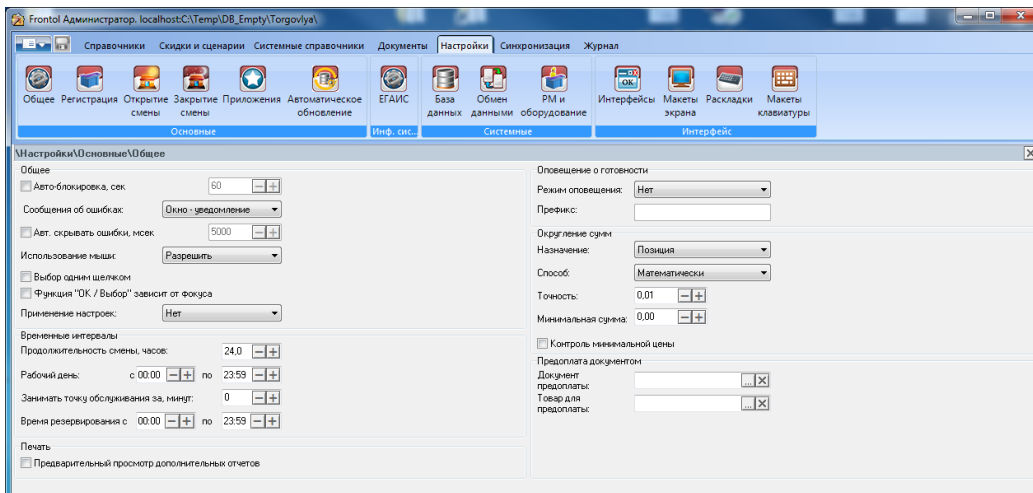 Frontol Администратор. localhost:C:\Temp\DB_Empty\Torgovlya\
Справочники Скидки и сценарии Системные справочники Документы Настройки Синхронизация Журнал
Общее Регистрация Открытие смены Закрытие смены Приложения Автоматическое обновление ЕГАИС База данных Обмен данными РМ и оборудование Интерфейсы Макеты экрана Раскладки Макеты клавиатуры
Основные Инф. сис... Системные Интерфейс
\Настройки\Основные\Общее
Общее
Авто-блокировка, сек 60
Сообщения об ошибках: Окно - уведомление
Авт. скрывать ошибки, мсек 5000
Использование мыши: Разрешить
Выбор одним щелчком
Функция "ОК / Выбор" зависит от фокуса
Применение настроек: Нет
Временные интервалы
Продолжительность смены, часов: 24,0
Рабочий день: с 00:00 по 23:59
Занимать точку обслуживания за, минут: 0
Время резервирования с 00:00 по 23:59
Печать
Предварительный просмотр дополнительных отчетов
Оповещение о готовности
Режим оповещения: Нет
Префикс:
Округление сумм
Назначение: Позиция
Способ: Математически
Точность: 0,01
Минимальная сумма: 0,00
Контроль минимальной цены
Предоплата документом
Документ предоплаты: ...
Товар для предоплаты: ...